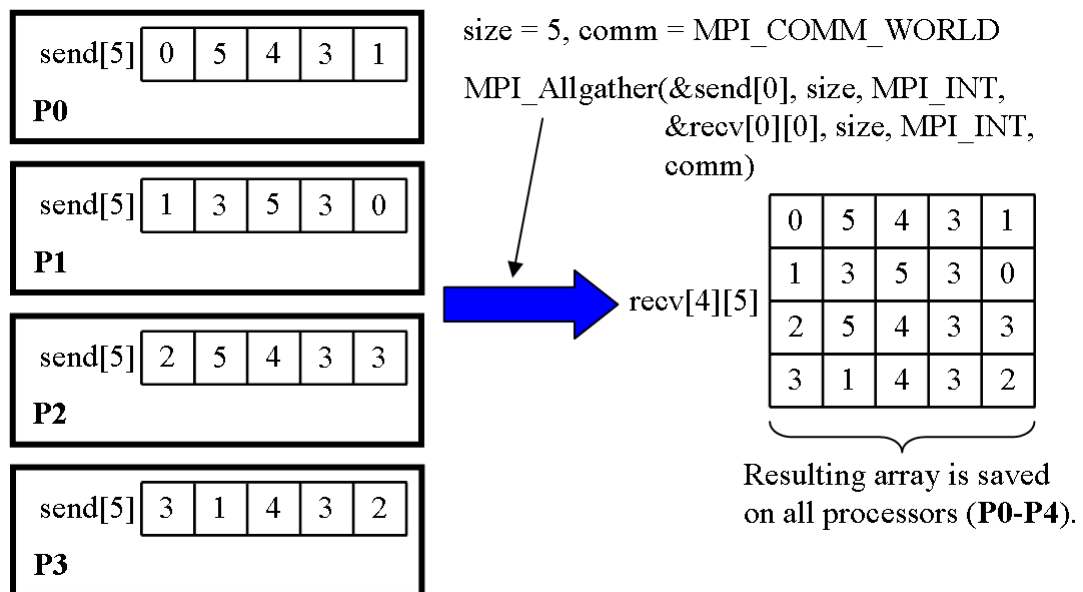 send[5] 0 5 4 3 1
P0
send[5] 1 3 5 3 0
P1
send[5] 2 5 4 3 3
P2
send[5] 3 1 4 3 2
P3
size = 5, comm = MPI_COMM_WORLD
MPI_Allgather(&send[0], size, MPI_INT,
&recv[0][0], size, MPI_INT,
comm)
recv[4][5]
0 5 4 3 1
1 3 5 3 0
2 5 4 3 3
3 1 4 3 2
Resulting array is saved
on all processors (P0-P4).